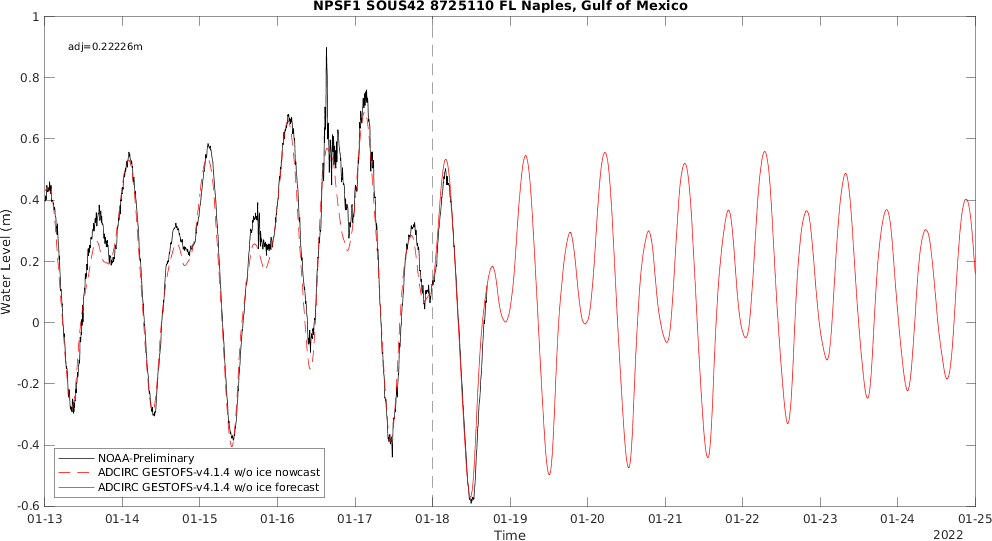 NPSF1 SOUS42 8725110 FL Naples, Gulf of Mexico
adj=0.22226m
1
0.8
0.6
0.4
0.2
0
-0.2
-0.4
-0.6
Water Level (m)
NOAA-Preliminary
ADCIRC GESTOFS-v4.1.4 w/o ice nowcast
ADCIRC GESTOFS-v4.1.4 w/o ice forecast
01-13 01-14 01-15 01-16 01-17 01-18 01-19 01-20 01-21 01-22 01-23 01-24 01-25
Time
2022